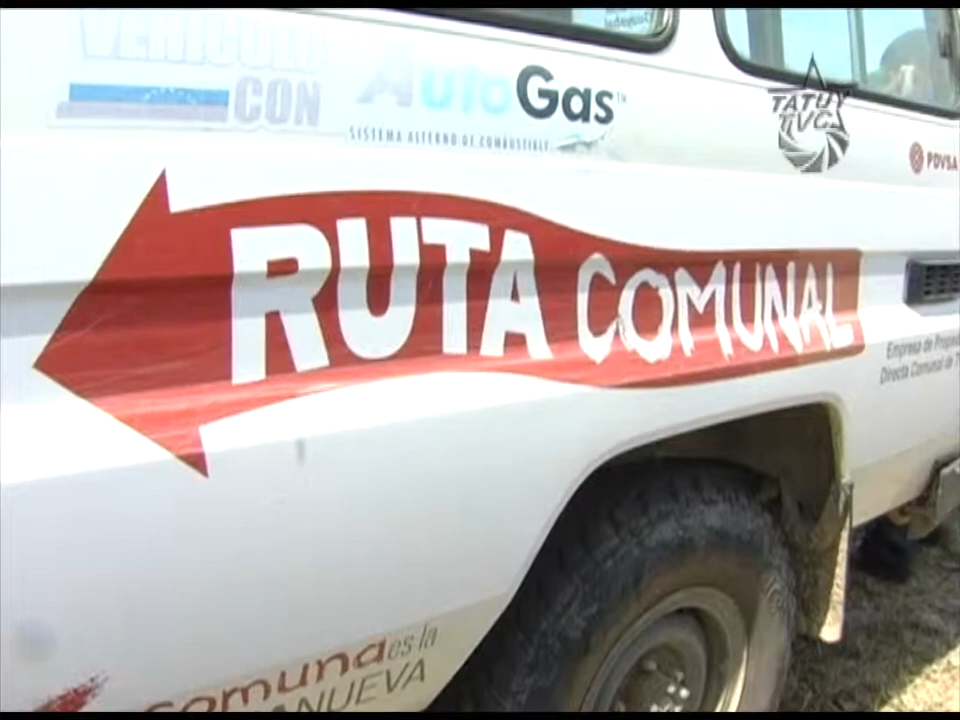 VEHICULO
CON
AutoGas
SISTEMA ALTERNO DE COMBUSTIBLE
TATUY
TVC
PDVSA
RUTA COMUNAL
Empresa de
Directa Comunal de
comuna es la
NUEVA